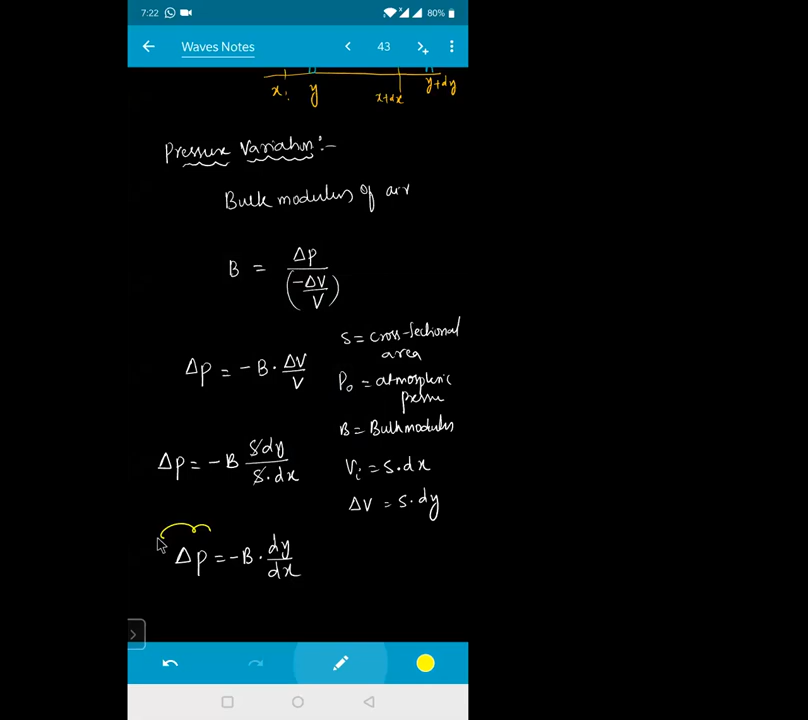 7:22 80%
Waves Notes 43
x y x+dx y+dy
Pressure Variation:-
Bulk modulus of air
B = Δp / (-ΔV/V)
S = cross-sectional area
Δp = -B · ΔV/V
P₀ = atmospheric pressure
B = Bulk modulus
Δp = -B Sdy/S·dx
Vᵢ = S·dx
ΔV = S·dy
Δp = -B · dy/dx